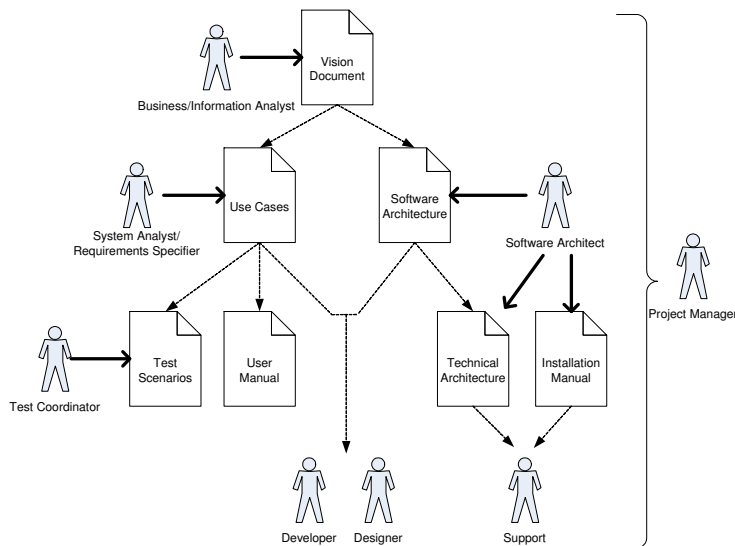 Vision
Document
Business/Information Analyst
Use Cases
Software
Architecture
System Analyst/
Requirements Specifier
Software Architect
Project Manager
Test
Scenarios
User
Manual
Technical
Architecture
Installation
Manual
Test Coordinator
Developer
Designer
Support